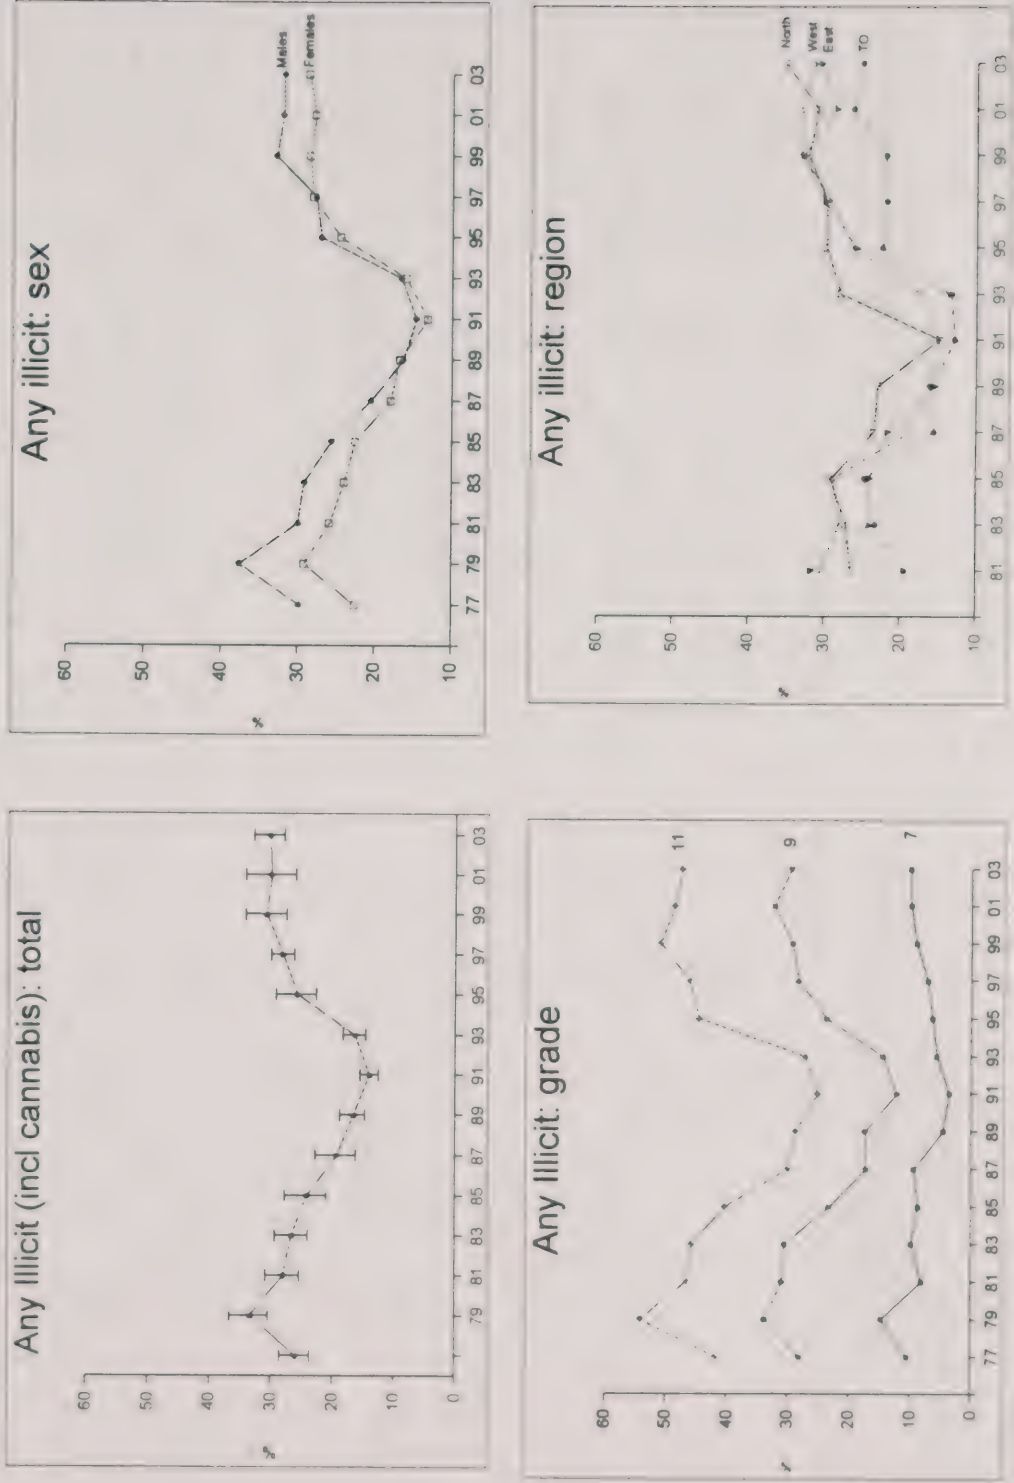 Any Illicit (incl cannabis): total
60
50
40
30
20
10
0
%
79 81 83 85 87 89 91 93 95 97 99 01 03
Any illicit: sex
60
50
40
30
20
10
%
77 79 81 83 85 87 89 91 93 95 97 99 01 03
Males
Females
Any Illicit: grade
60
50
40
30
20
10
0
%
77 79 81 83 85 87 89 91 93 95 97 99 01 03
11
9
7
Any illicit: region
60
50
40
30
20
10
%
81 83 85 87 89 91 93 95 97 99 01 03
North
West
East
TO